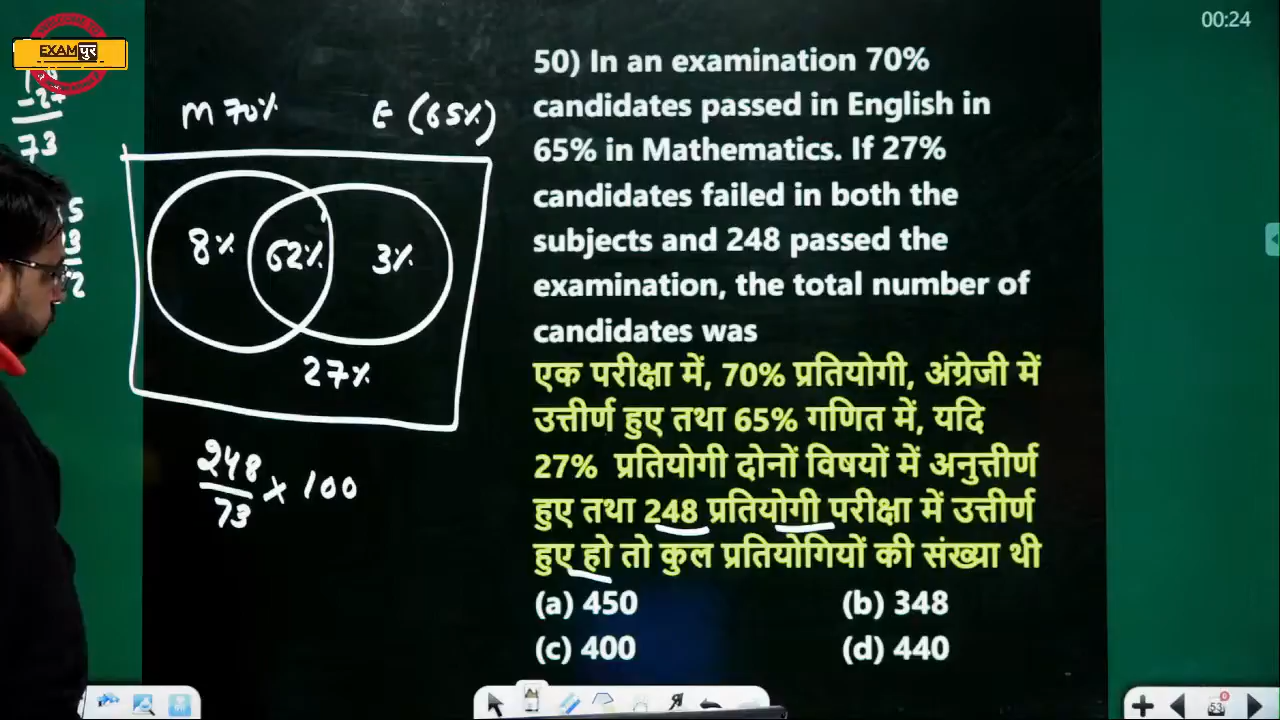 00:24
WELCOME TO
EXAMपुर
73
M 70%
E (65%)
8%
62%
3%
27%
248
73
× 100
50) In an examination 70%
candidates passed in English in
65% in Mathematics. If 27%
candidates failed in both the
subjects and 248 passed the
examination, the total number of
candidates was
एक परीक्षा में, 70% प्रतियोगी, अंग्रेजी में
उत्तीर्ण हुए तथा 65% गणित में, यदि
27% प्रतियोगी दोनों विषयों में अनुत्तीर्ण
हुए तथा 248 प्रतियोगी परीक्षा में उत्तीर्ण
हुए हो तो कुल प्रतियोगियों की संख्या थी
(a) 450 (b) 348
(c) 400 (d) 440
53